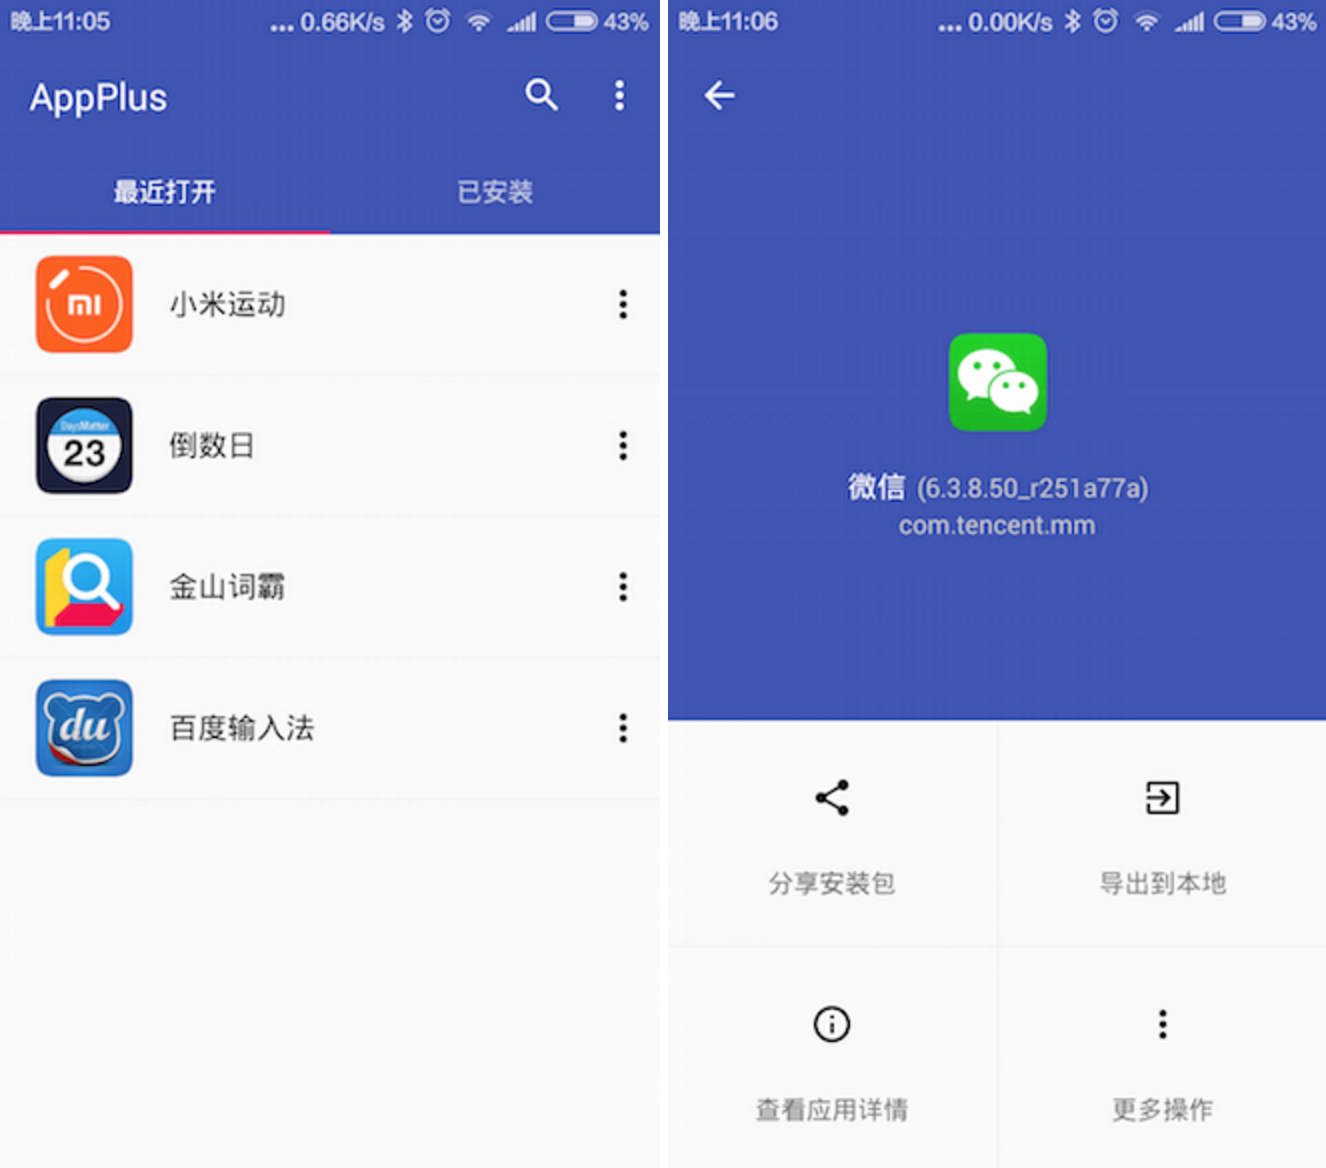 晚上11:05
... 0.66K/s
43%
AppPlus
最近打开
已安装
mi
小米运动
DaysMatter
23
倒数日
金山词霸
du
百度输入法
晚上11:06
... 0.00K/s
43%
微信 (6.3.8.50_r251a77a)
com.tencent.mm
分享安装包
导出到本地
查看应用详情
更多操作